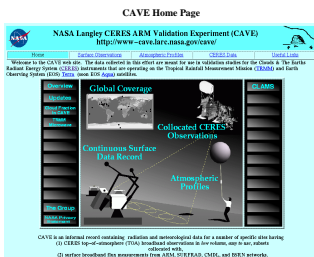 CAVE Home Page
NASA Langley CERES ARM Validation Experiment (CAVE)
http://www-cave.larc.nasa.gov/cave/
Home Surface Observations Atmospheric Profiles CERES Data Useful Links
Welcome to the CAVE web site. The data collected in this effort are meant for use in validation studies for the Clouds & The Earths
Radiant Energy System (CERES) instruments that are operating on the Tropical Rainfall Measurement Mission (TRMM) and Earth
Observing System (EOS) Terra (soon EOS Aqua) satellites.
Overview
Updates
Global Coverage
CLAMS
Collocated CERES
Observations
Continuous Surface
Data Record
Atmospheric
Profiles
The Group
NASA Privacy
CAVE is an informal record containing radiation and meteorological data for a number of specific sites having
(1) CERES top-of-atmosphere (TOA) broadband observations in low volume, easy to use, subsets
collocated with,
(2) surface broadband flux measurements from ARM, SURFRAD, CMDL, and BSRN networks.